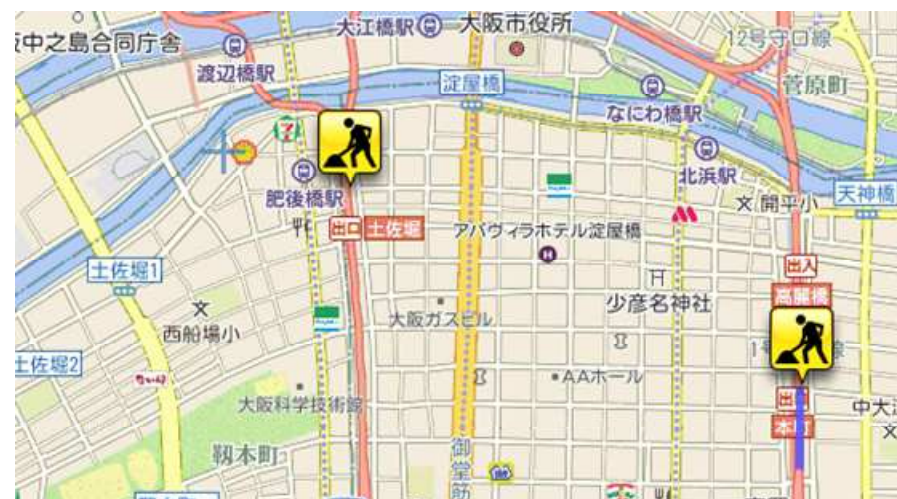 中之島合同庁舎
大江橋駅
大阪市役所
12号守口線
渡辺橋駅
淀屋橋
菅原町
なにわ橋駅
肥後橋駅
北浜駅
天神橋
文 開平小
出口 土佐堀
アパヴィラホテル淀屋橋
H
土佐堀1
出入
高麗橋
少彦名神社
文
西船場小
大阪ガスビル
土佐堀2
AAホール
大阪科学技術館
本町
靱本町
御堂筋
文